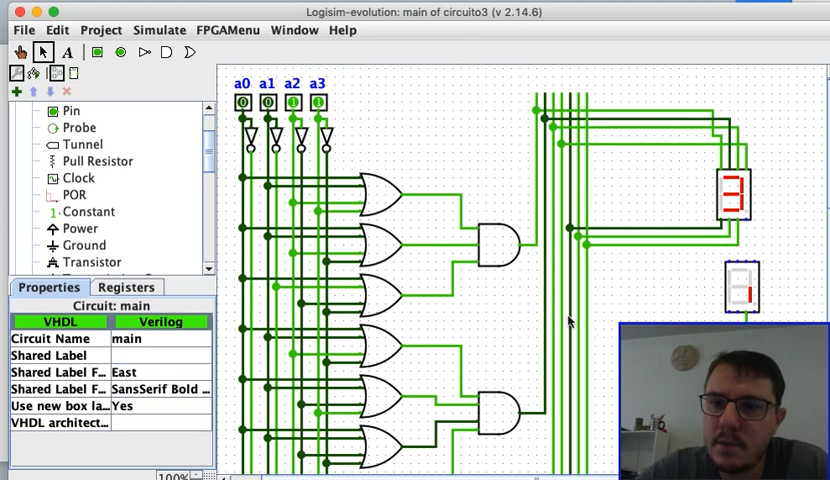 Logisim-evolution: main of circuito3 (v 2.14.6)
File Edit Project Simulate FPGAMenu Window Help
A
a0 a1 a2 a3
0 0 1 1
Pin
Probe
Tunnel
Pull Resistor
Clock
POR
Constant
Power
Ground
Transistor
Properties Registers
Circuit: main
VHDL Verilog
Circuit Name main
Shared Label
Shared Label F... East
Shared Label F... SansSerif Bold ...
Use new box la... Yes
VHDL architect...
100%